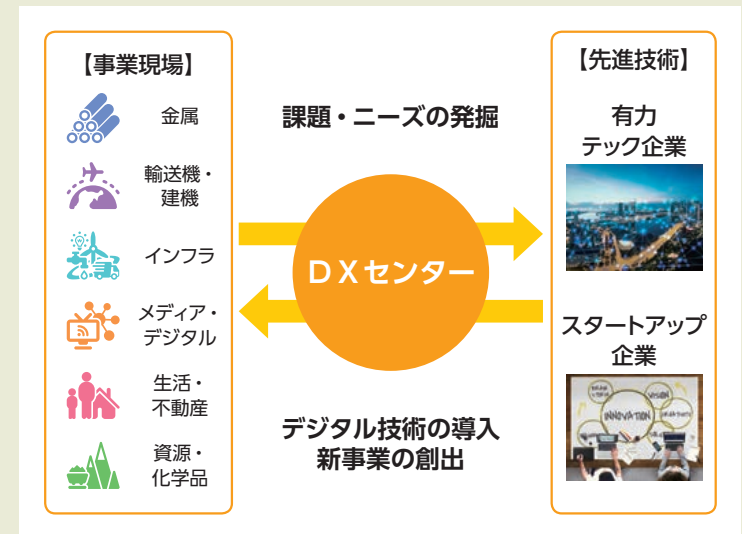 【事業現場】
金属
輸送機・
建機
インフラ
メディア・
デジタル
生活・
不動産
資源・
化学品
課題・ニーズの発掘
DXセンター
デジタル技術の導入
新事業の創出
【先進技術】
有力
テック企業
スタートアップ
企業
INNOVATION
VISION